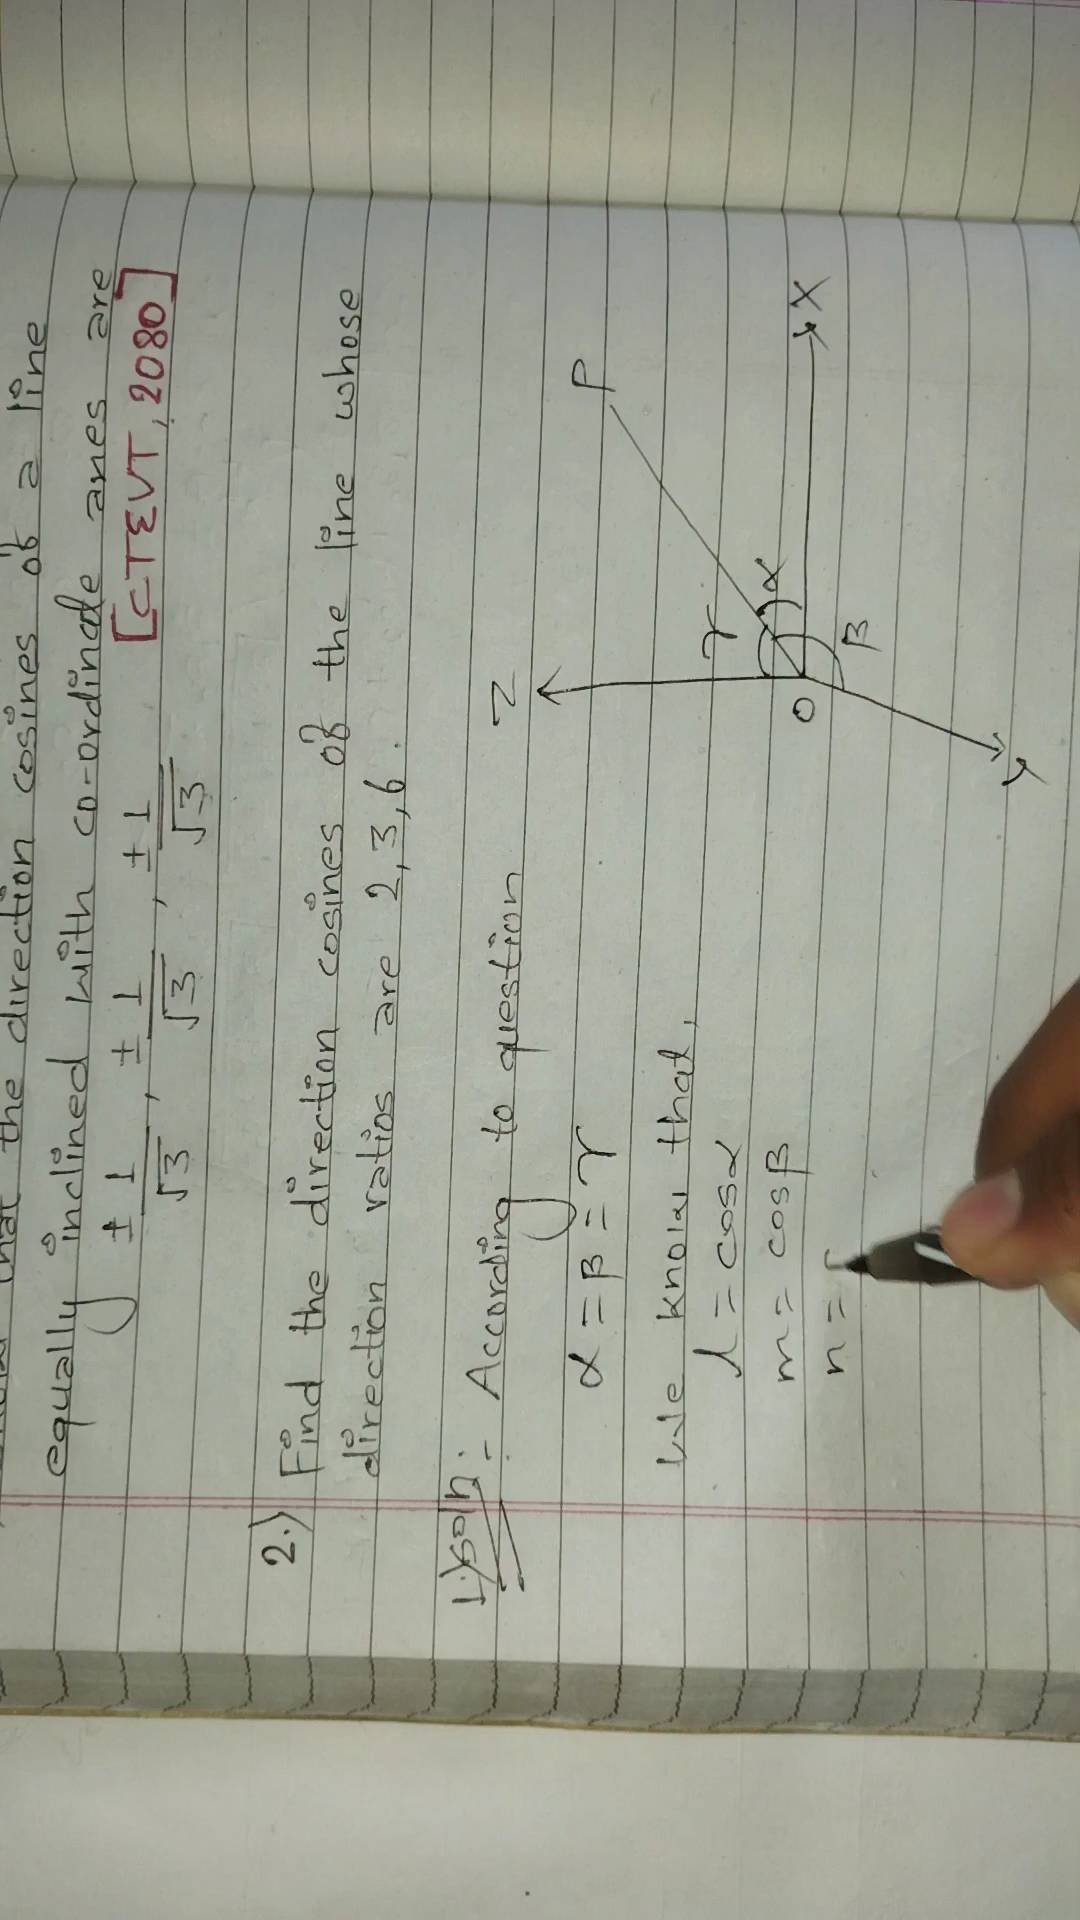 that the direction cosines of a line
equally inclined with co-ordinate axes are
± 1/√3 , ± 1/√3 , ± 1/√3 [CTEVT, 2080]
2.) Find the direction cosines of the line whose
direction ratios are 2,3,6.
1.) Soln:- According to question
α = β = γ
We know that,
l = cosα
m = cosβ
n =
Z
P
γ
α
X
O
β
Y